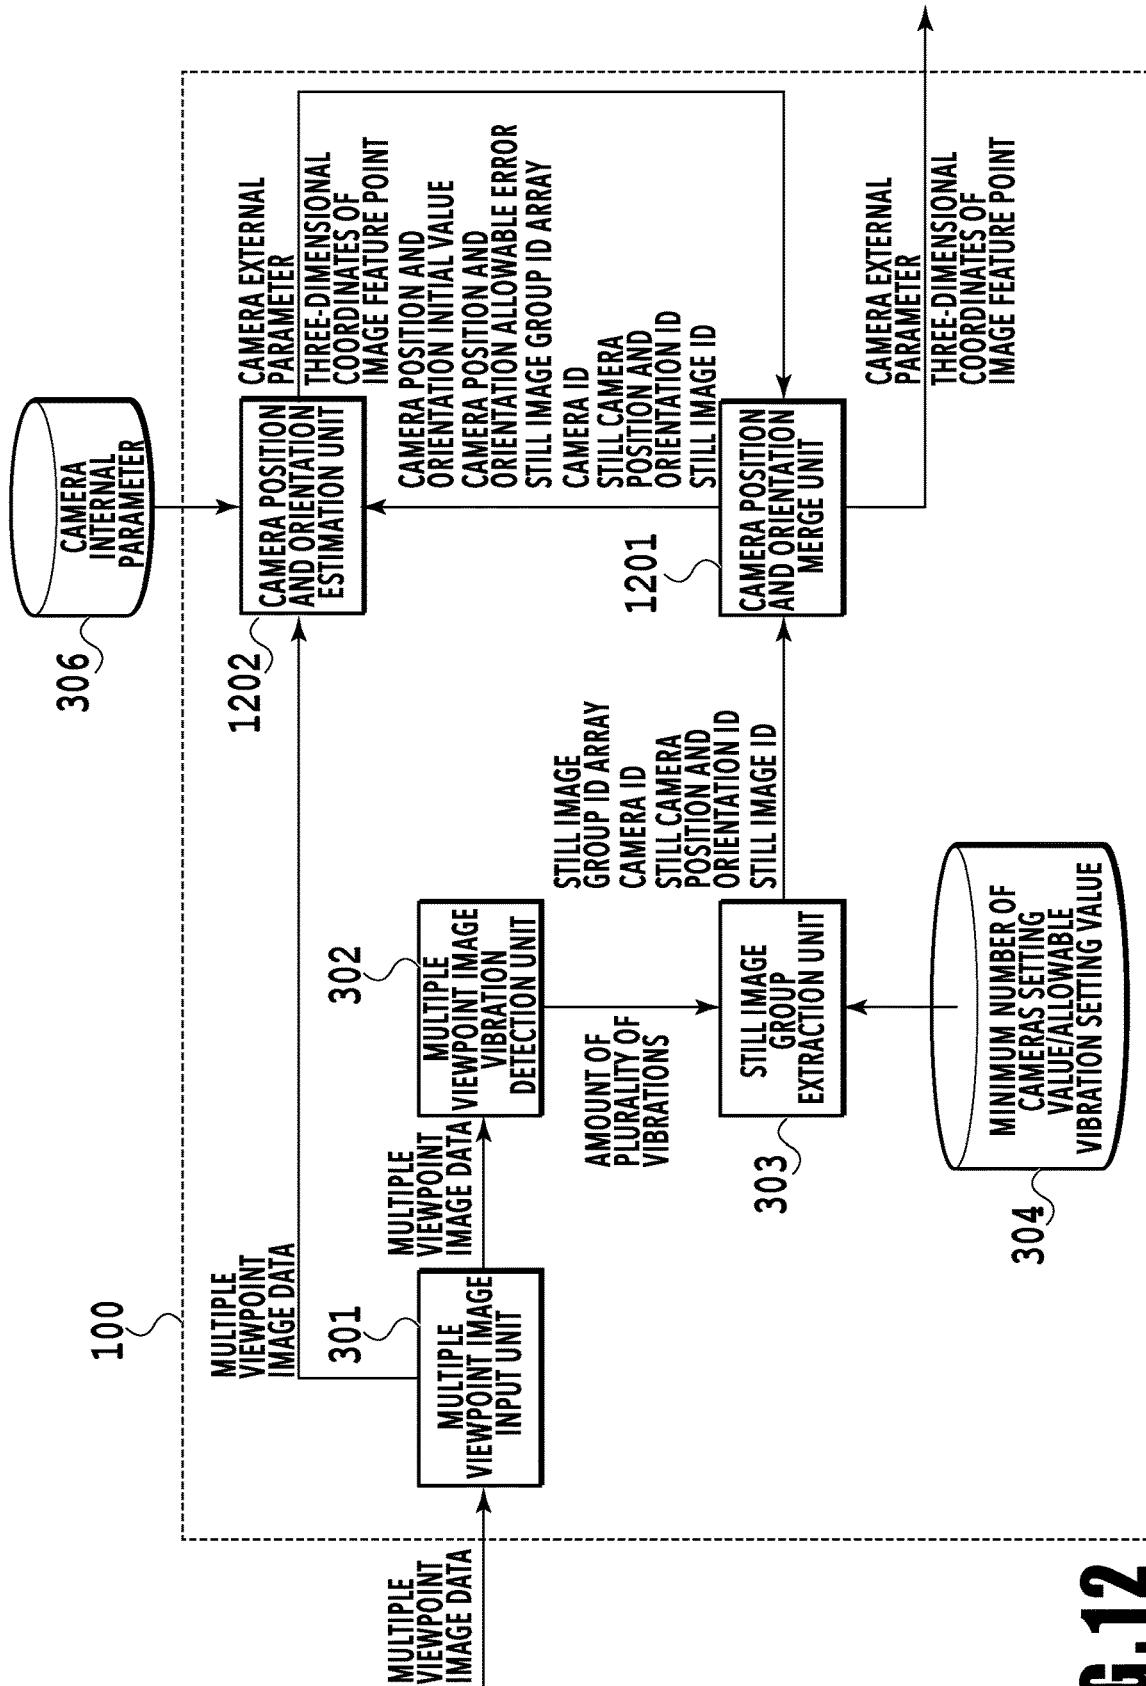 306
CAMERA
INTERNAL
PARAMETER
100
MULTIPLE
VIEWPOINT
IMAGE DATA
1202
CAMERA POSITION
AND ORIENTATION
ESTIMATION UNIT
CAMERA EXTERNAL
PARAMETER
THREE-DIMENSIONAL
COORDINATES OF
IMAGE FEATURE POINT
MULTIPLE
VIEWPOINT
IMAGE DATA
301
MULTIPLE
VIEWPOINT IMAGE
INPUT UNIT
MULTIPLE
VIEWPOINT
IMAGE DATA
302
MULTIPLE
VIEWPOINT IMAGE
VIBRATION
DETECTION UNIT
CAMERA POSITION AND
ORIENTATION INITIAL VALUE
CAMERA POSITION AND
ORIENTATION ALLOWABLE ERROR
STILL IMAGE GROUP ID ARRAY
CAMERA ID
STILL CAMERA
POSITION AND
ORIENTATION ID
STILL IMAGE ID
AMOUNT OF
PLURALITY OF
VIBRATIONS
STILL IMAGE
GROUP ID ARRAY
CAMERA ID
STILL CAMERA
POSITION AND
ORIENTATION ID
STILL IMAGE ID
303
STILL IMAGE
GROUP
EXTRACTION UNIT
1201
CAMERA POSITION
AND ORIENTATION
MERGE UNIT
CAMERA EXTERNAL
PARAMETER
THREE-DIMENSIONAL
COORDINATES OF
IMAGE FEATURE POINT
304
MINIMUM NUMBER OF
CAMERAS SETTING
VALUE/ALLOWABLE
VIBRATION SETTING VALUE
G.12